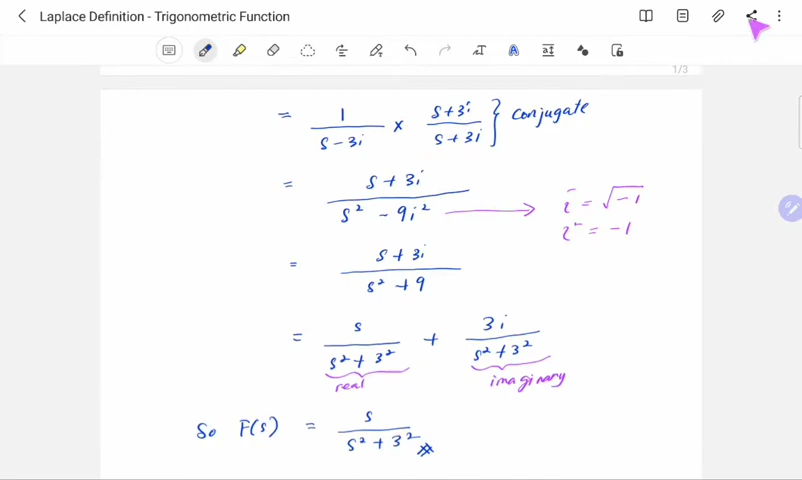 Laplace Definition - Trigonometric Function
1/3
= 1/(s - 3i) × (s + 3i)/(s + 3i) } conjugate
= (s + 3i)/(s² - 9i²) → i = √-1
i² = -1
= (s + 3i)/(s² + 9)
= s/(s² + 3²) + 3i/(s² + 3²)
real imaginary
So F(s) = s/(s² + 3²)